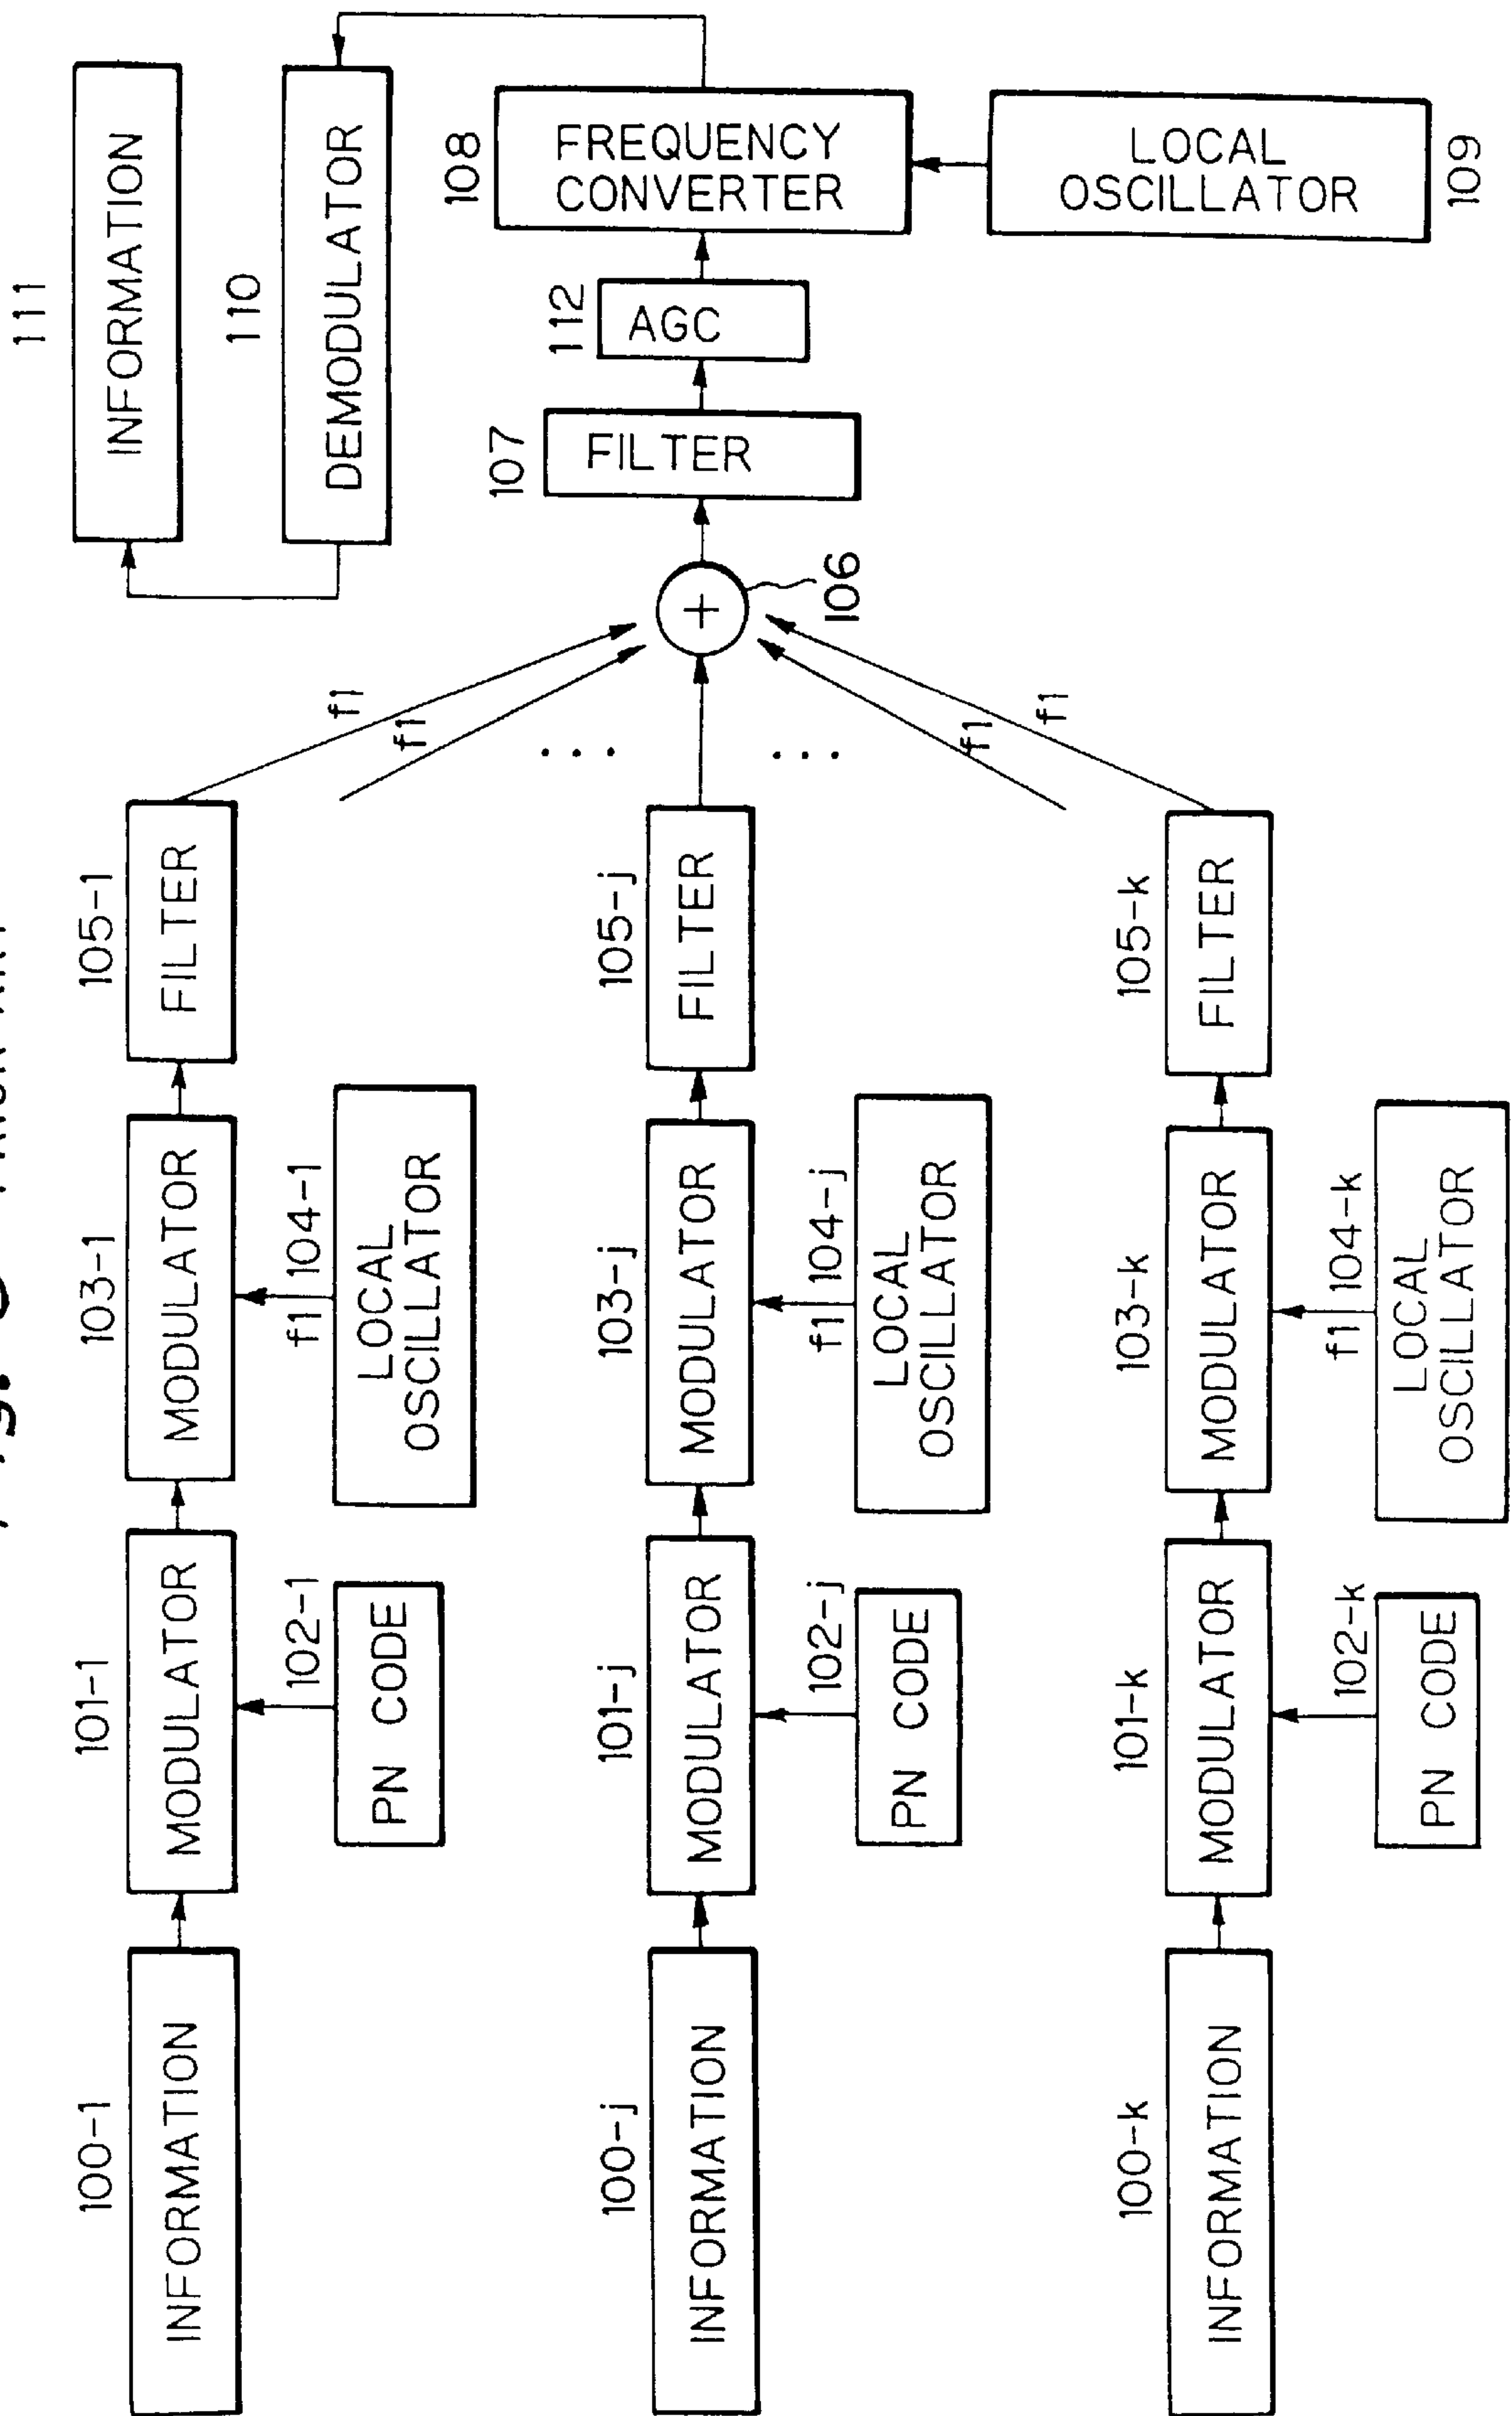 PRIOR ART
100-1
INFORMATION
101-1
MODULATOR
102-1
PN CODE
103-1
MODULATOR
f1
104-1
LOCAL
OSCILLATOR
105-1
FILTER
f1
f1
100-j
INFORMATION
101-j
MODULATOR
102-j
PN CODE
103-j
MODULATOR
f1
104-j
LOCAL
OSCILLATOR
105-j
FILTER
...
...
100-k
INFORMATION
101-k
MODULATOR
102-k
PN CODE
103-k
MODULATOR
f1
104-k
LOCAL
OSCILLATOR
105-k
FILTER
f1
f1
+
106
107
FILTER
112
AGC
108
FREQUENCY
CONVERTER
LOCAL
OSCILLATOR
109
110
DEMODULATOR
111
INFORMATION